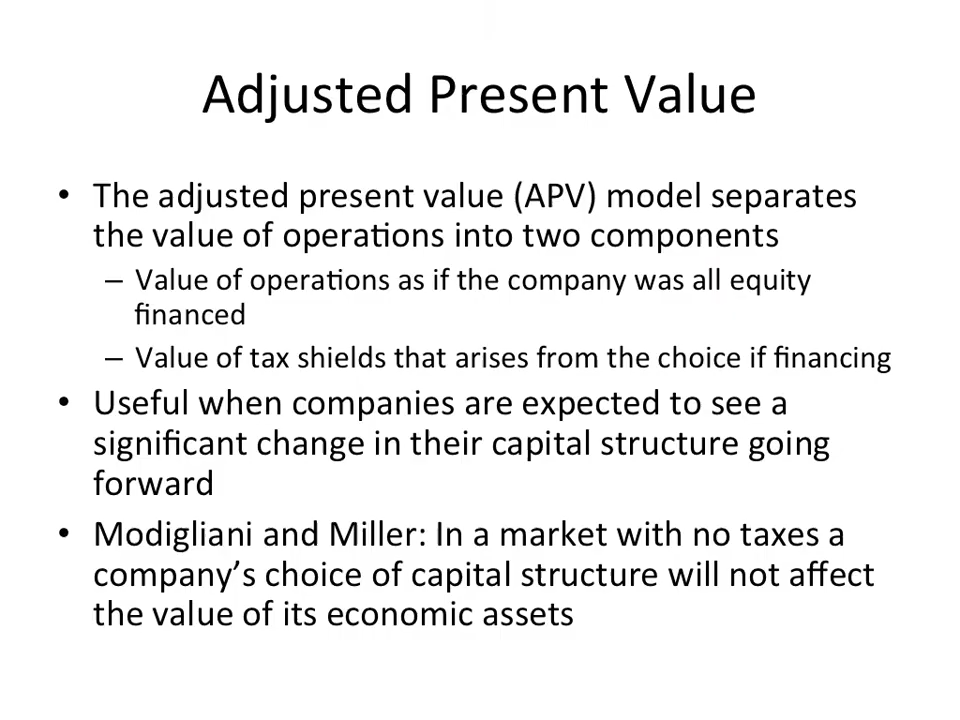 Adjusted Present Value
• The adjusted present value (APV) model separates
the value of operations into two components
– Value of operations as if the company was all equity
financed
– Value of tax shields that arises from the choice if financing
• Useful when companies are expected to see a
significant change in their capital structure going
forward
• Modigliani and Miller: In a market with no taxes a
company’s choice of capital structure will not affect
the value of its economic assets